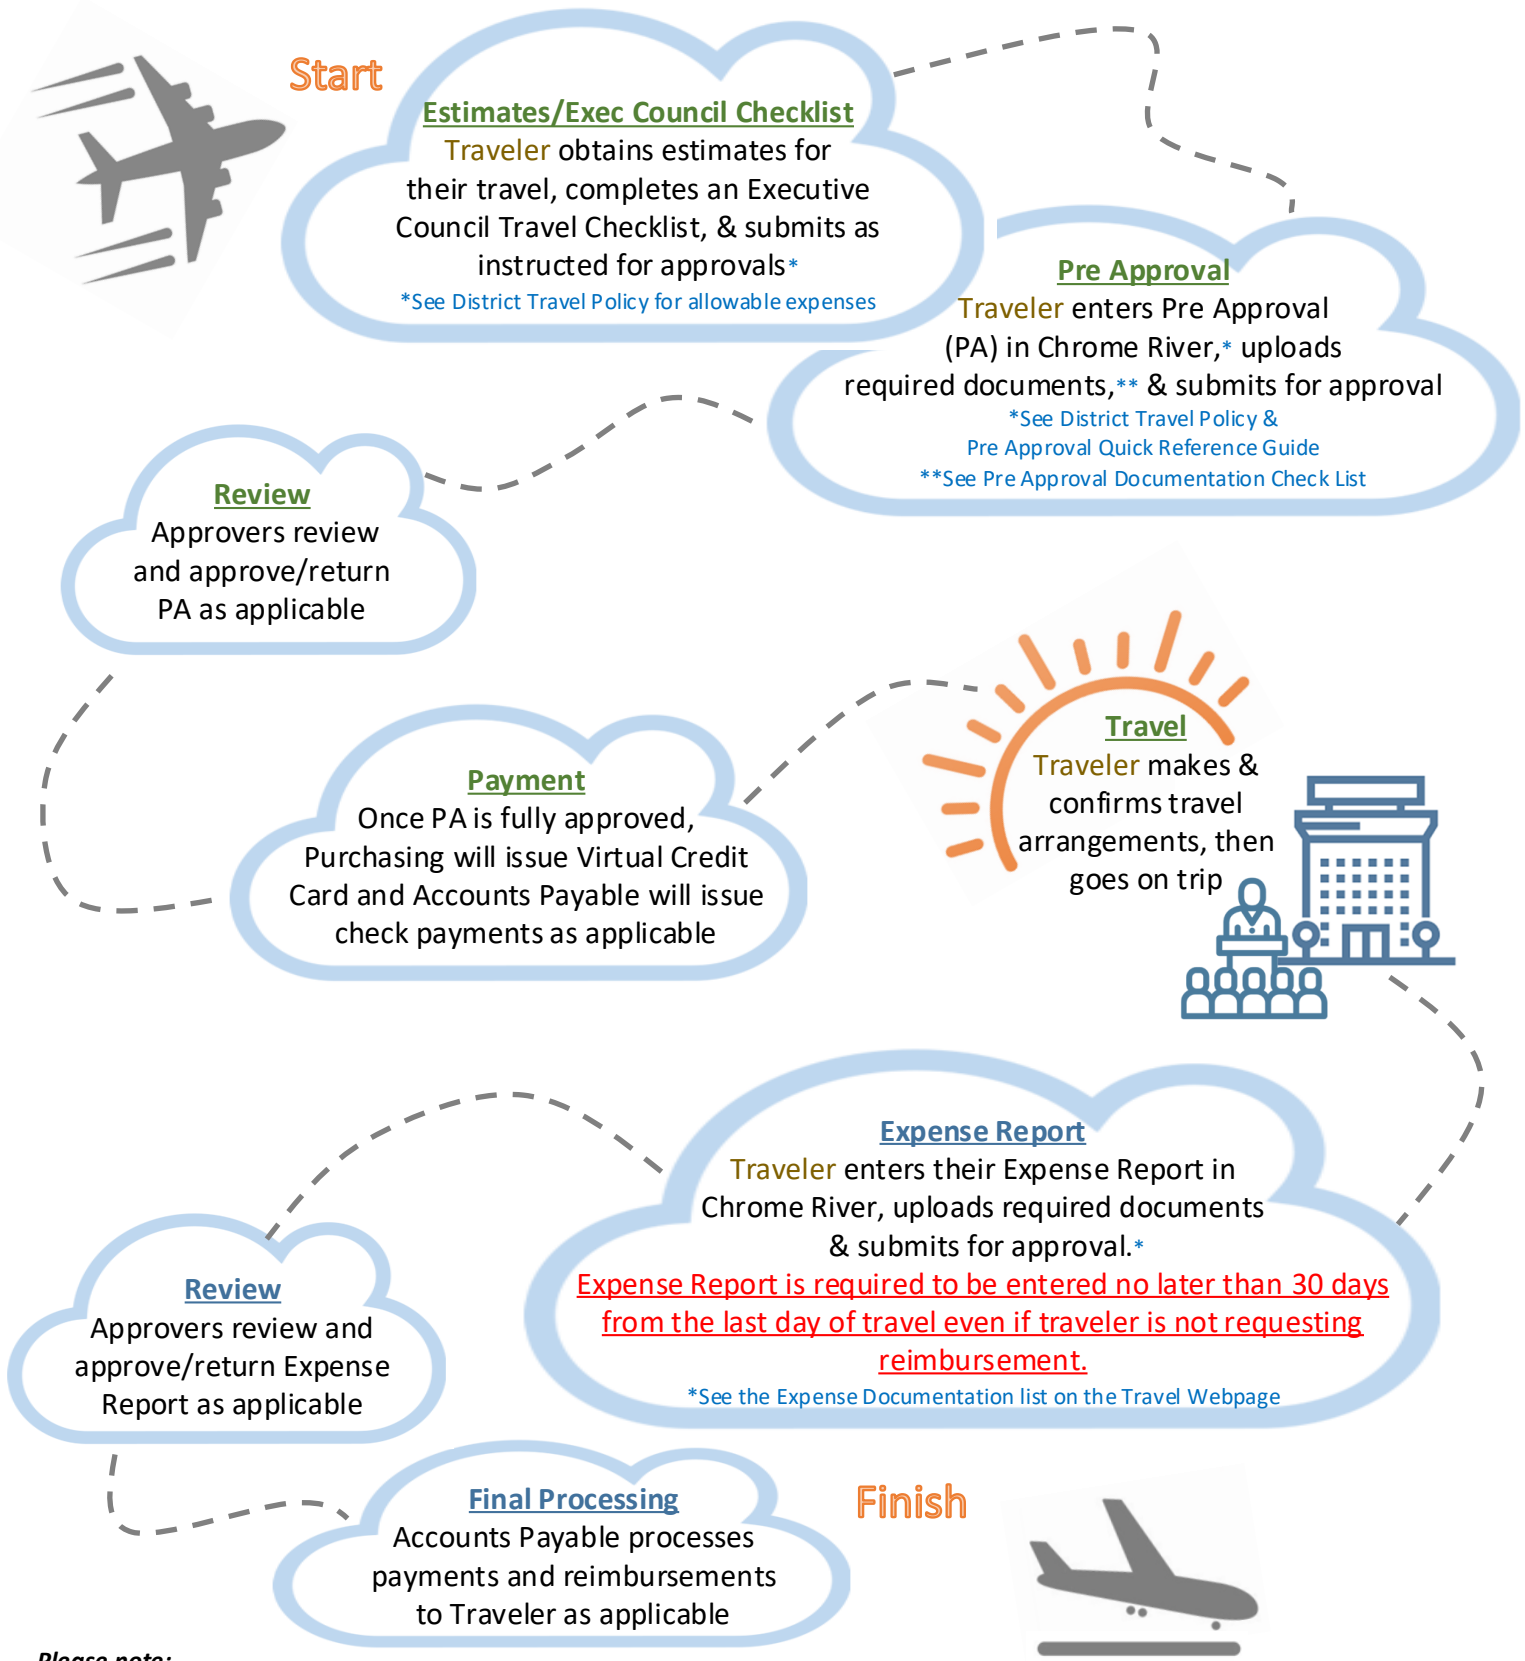 Start
Estimates/Exec Council Checklist
Traveler obtains estimates for
their travel, completes an Executive
Council Travel Checklist, & submits as
instructed for approvals*
*See District Travel Policy for allowable expenses
Pre Approval
Traveler enters Pre Approval
(PA) in Chrome River,* uploads
required documents,** & submits for approval
*See District Travel Policy &
Pre Approval Quick Reference Guide
**See Pre Approval Documentation Check List
Review
Approvers review
and approve/return
PA as applicable
Payment
Once PA is fully approved,
Purchasing will issue Virtual Credit
Card and Accounts Payable will issue
check payments as applicable
Travel
Traveler makes &
confirms travel
arrangements, then
goes on trip
Expense Report
Traveler enters their Expense Report in
Chrome River, uploads required documents
& submits for approval.*
Expense Report is required to be entered no later than 30 days
from the last day of travel even if traveler is not requesting
reimbursement.
*See the Expense Documentation list on the Travel Webpage
Review
Approvers review and
approve/return Expense
Report as applicable
Final Processing
Accounts Payable processes
payments and reimbursements
to Traveler as applicable
Finish
Please note: